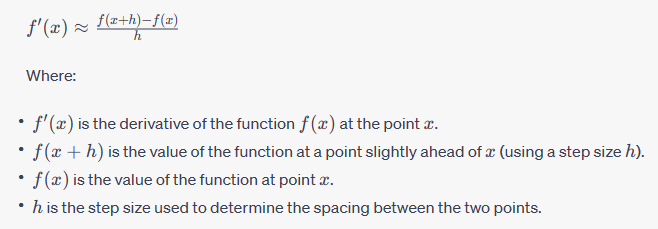 f′(x) ≈ f(x+h)−f(x) / h
Where:
• f′(x) is the derivative of the function f(x) at the point x.
• f(x + h) is the value of the function at a point slightly ahead of x (using a step size h).
• f(x) is the value of the function at point x.
• h is the step size used to determine the spacing between the two points.